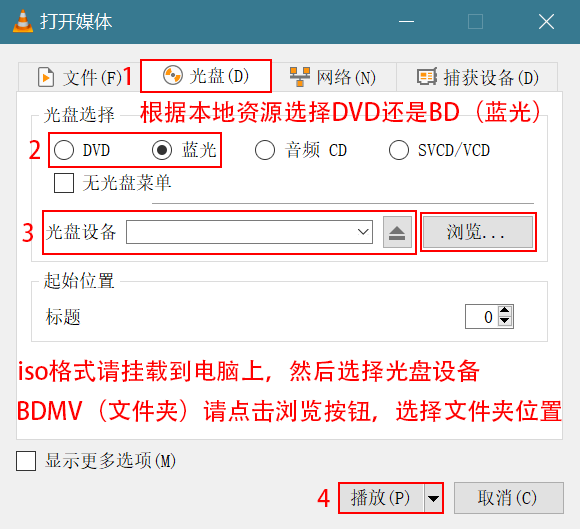 打开媒体
文件(F) 1 光盘(D) 网络(N) 捕获设备(D)
光盘选择 根据本地资源选择DVD还是BD（蓝光）
2 DVD 蓝光 音频 CD SVCD/VCD
无光盘菜单
3 光盘设备 浏览...
起始位置
标题 0
iso格式请挂载到电脑上，然后选择光盘设备
BDMV（文件夹）请点击浏览按钮，选择文件夹位置
显示更多选项(M)
4 播放(P) 取消(C)